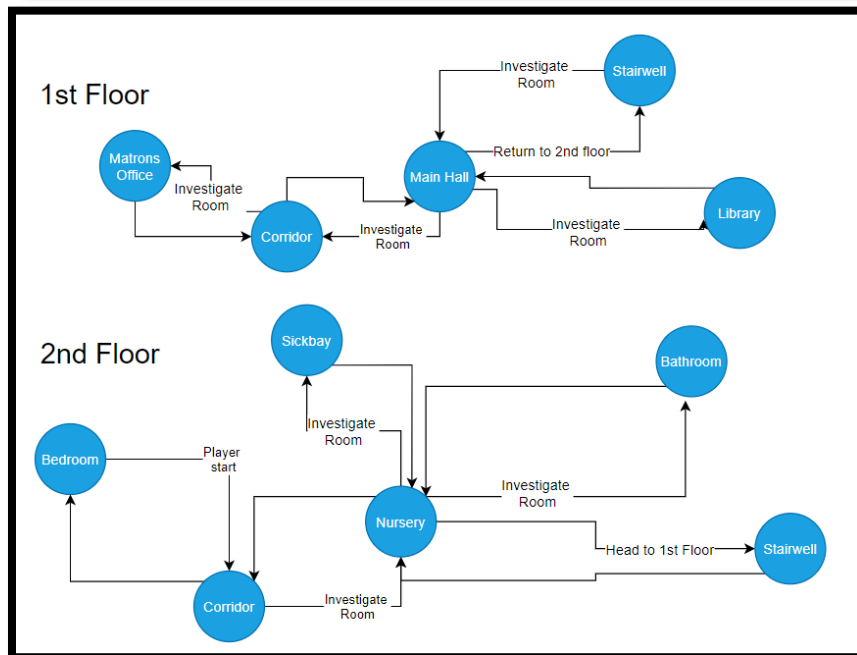 1st Floor
Investigate
Room
Stairwell
Matrons
Office
Investigate
Room
Main Hall
Return to 2nd floor
Library
Corridor
Investigate
Room
Investigate
Room
2nd Floor
Sickbay
Bathroom
Investigate
Room
Bedroom
Player
start
Investigate
Room
Nursery
Head to 1st Floor
Stairwell
Corridor
Investigate
Room